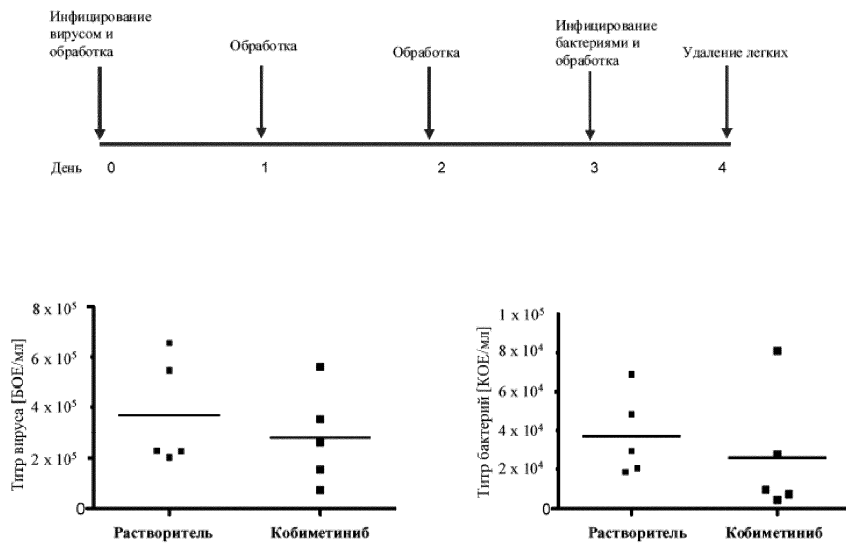 Инфицирование
вирусом и
обработка
Обработка
Обработка
Инфицирование
бактериями и
обработка
Удаление легких
День 0 1 2 3 4
Титр вируса [БОЕ/мл]
8 x 10⁵
6 x 10⁵
4 x 10⁵
2 x 10⁵
0
Растворитель Кобиметиниб
Титр бактерий [КОЕ/мл]
1 x 10⁵
8 x 10⁴
6 x 10⁴
4 x 10⁴
2 x 10⁴
0
Растворитель Кобиметиниб